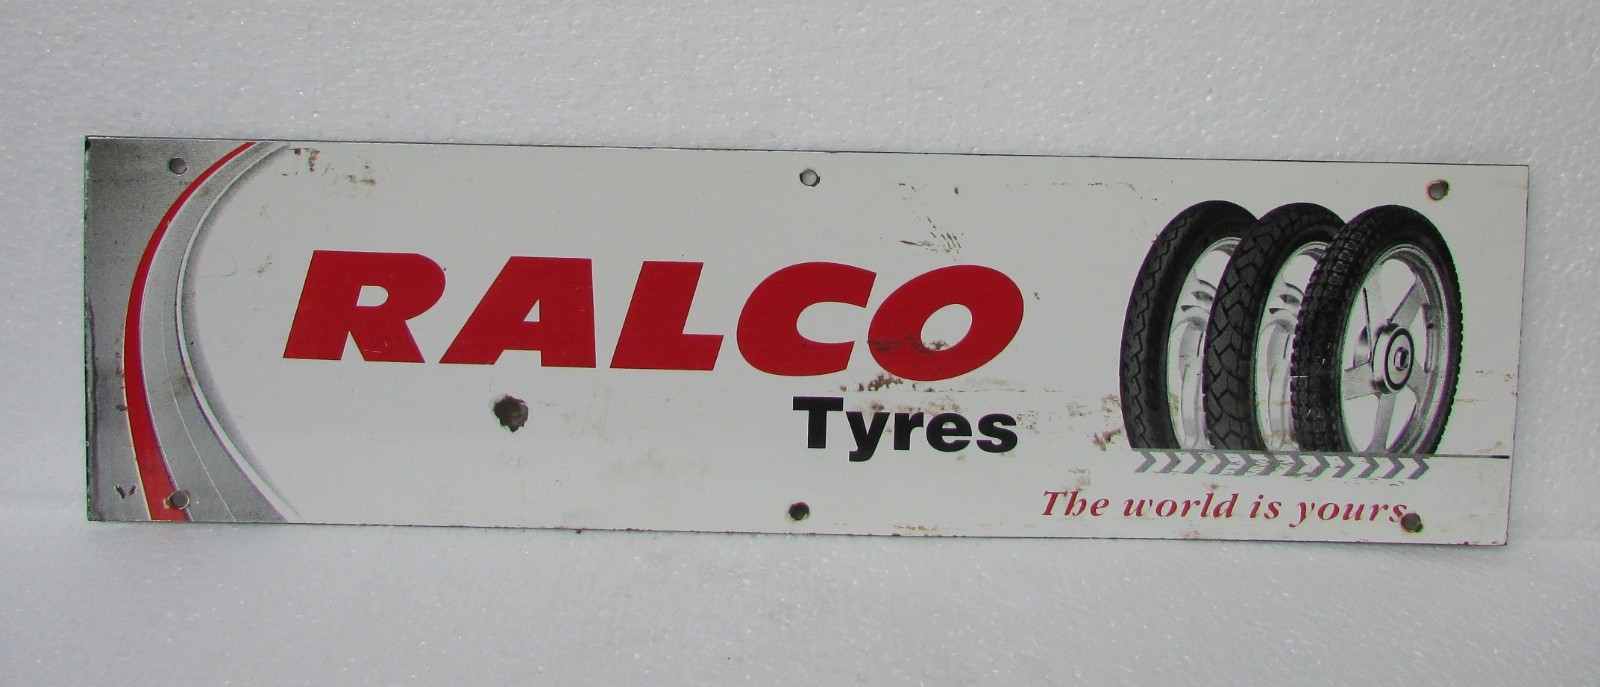 RALCO
Tyres
The world is yours